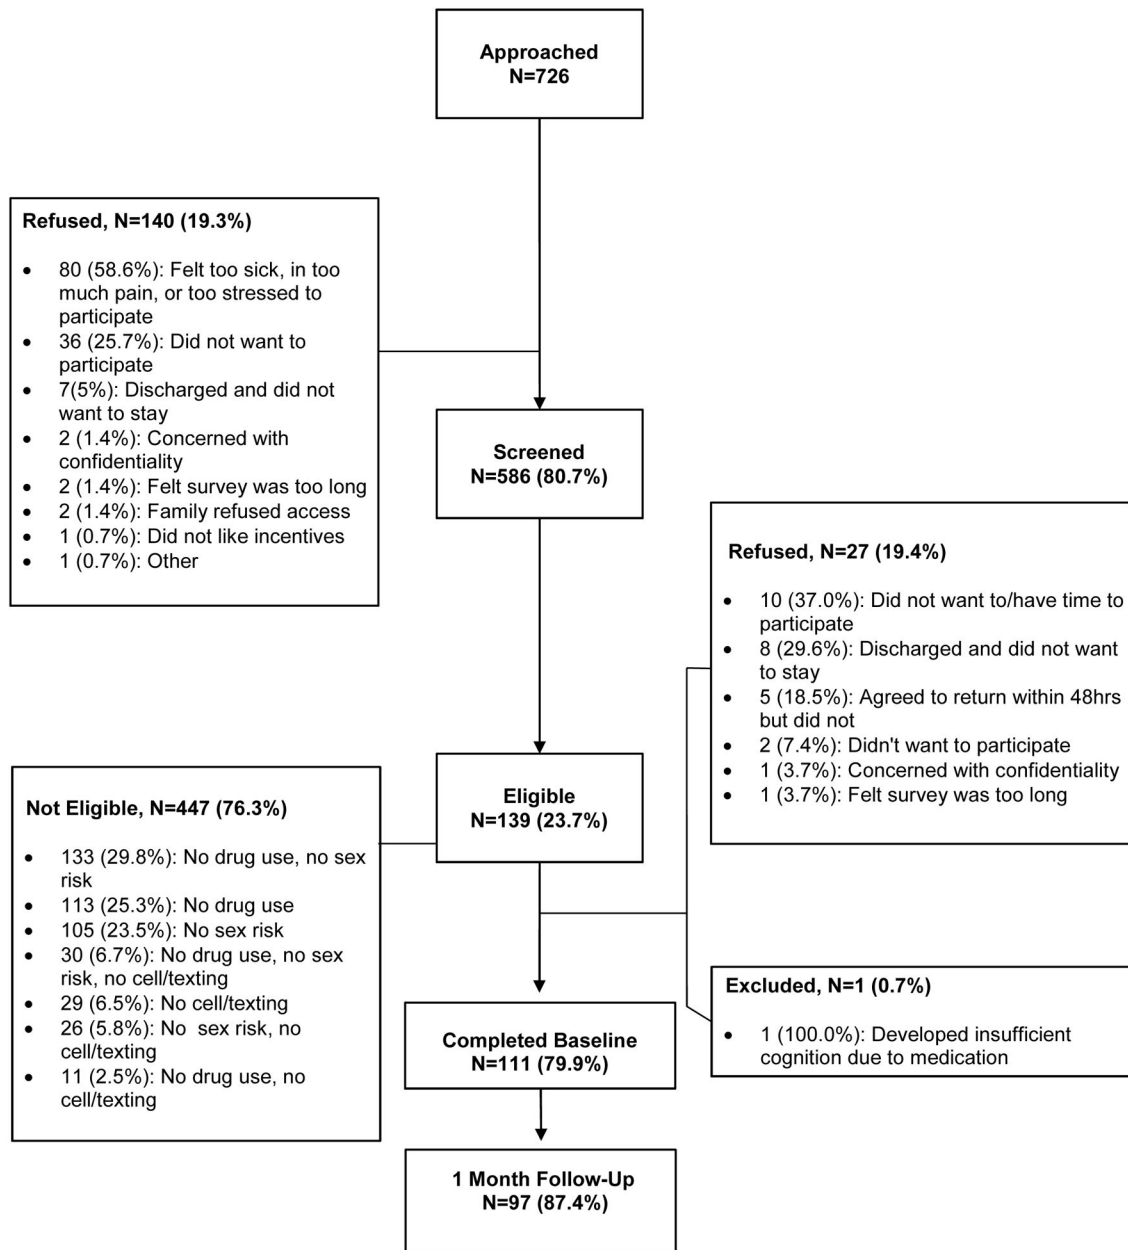 Approached
N=726
Refused, N=140 (19.3%)
• 80 (58.6%): Felt too sick, in too
much pain, or too stressed to
participate
• 36 (25.7%): Did not want to
participate
• 7(5%): Discharged and did not
want to stay
• 2 (1.4%): Concerned with
confidentiality
• 2 (1.4%): Felt survey was too long
• 2 (1.4%): Family refused access
• 1 (0.7%): Did not like incentives
• 1 (0.7%): Other
Screened
N=586 (80.7%)
Refused, N=27 (19.4%)
• 10 (37.0%): Did not want to/have time to
participate
• 8 (29.6%): Discharged and did not want
to stay
• 5 (18.5%): Agreed to return within 48hrs
but did not
• 2 (7.4%): Didn't want to participate
• 1 (3.7%): Concerned with confidentiality
• 1 (3.7%): Felt survey was too long
Eligible
N=139 (23.7%)
Not Eligible, N=447 (76.3%)
• 133 (29.8%): No drug use, no sex
risk
• 113 (25.3%): No drug use
• 105 (23.5%): No sex risk
• 30 (6.7%): No drug use, no sex
risk, no cell/texting
• 29 (6.5%): No cell/texting
• 26 (5.8%): No sex risk, no
cell/texting
• 11 (2.5%): No drug use, no
cell/texting
Excluded, N=1 (0.7%)
• 1 (100.0%): Developed insufficient
cognition due to medication
Completed Baseline
N=111 (79.9%)
1 Month Follow-Up
N=97 (87.4%)